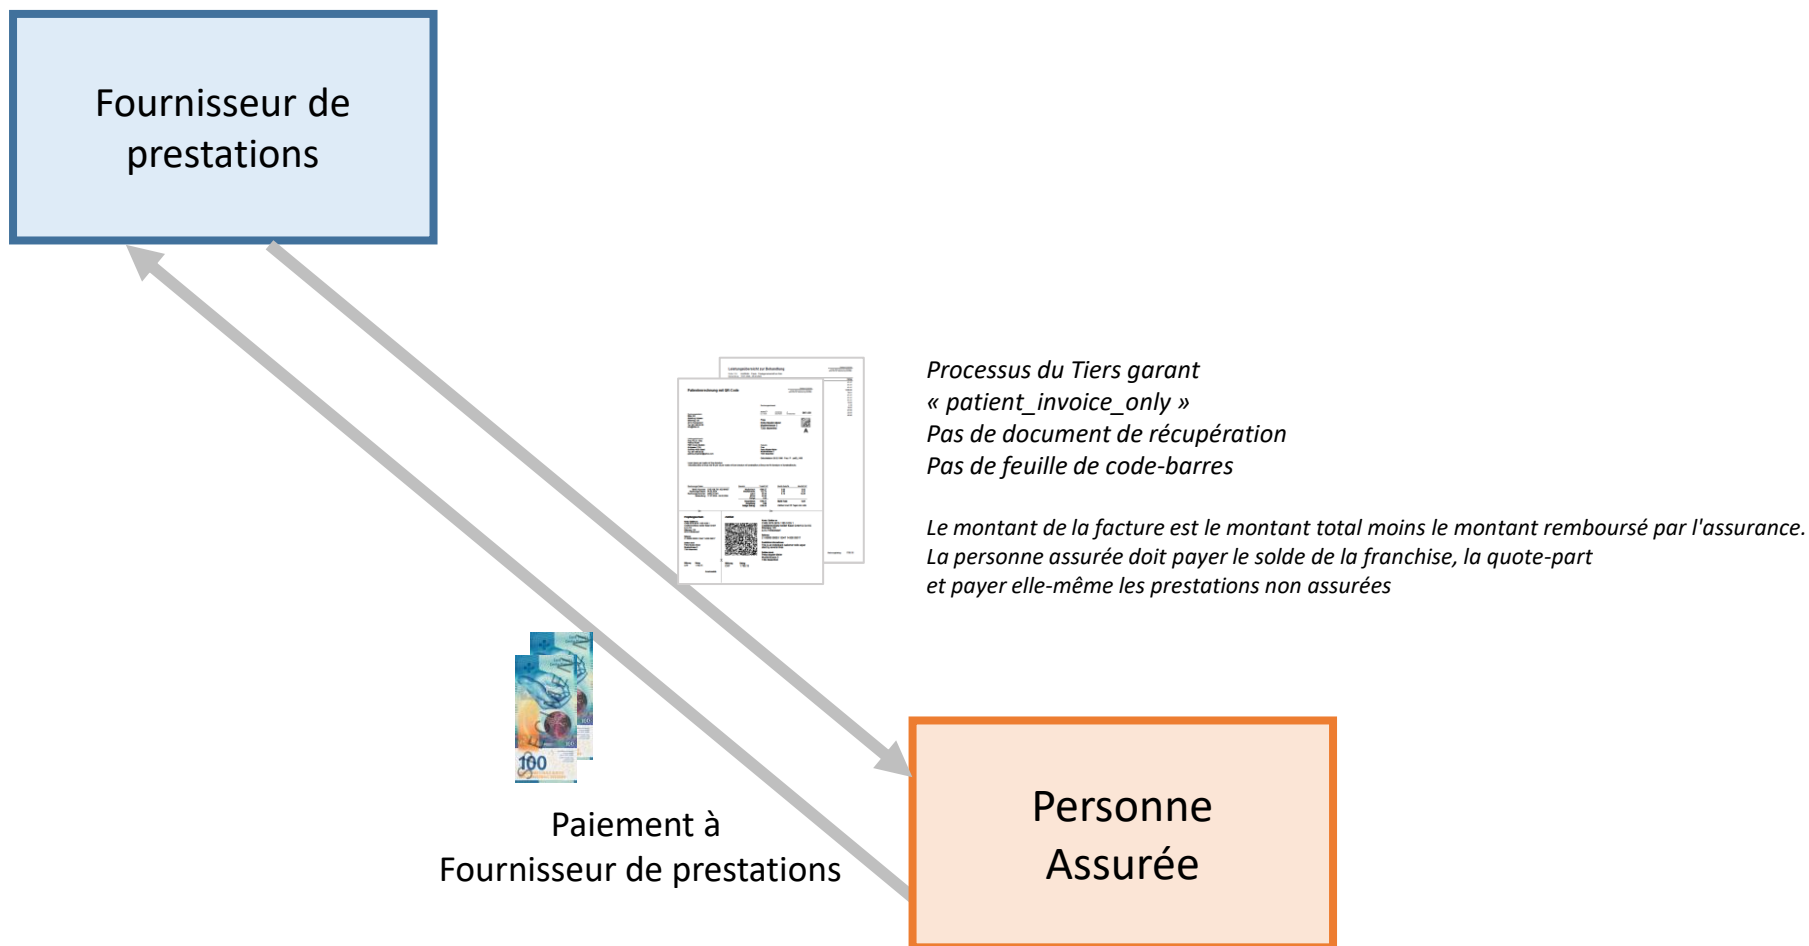 Fournisseur de
prestations
Processus du Tiers garant
« patient_invoice_only »
Pas de document de récupération
Pas de feuille de code-barres
Le montant de la facture est le montant total moins le montant remboursé par l'assurance.
La personne assurée doit payer le solde de la franchise, la quote-part
et payer elle-même les prestations non assurées
100
Paiement à
Fournisseur de prestations
Personne
Assurée